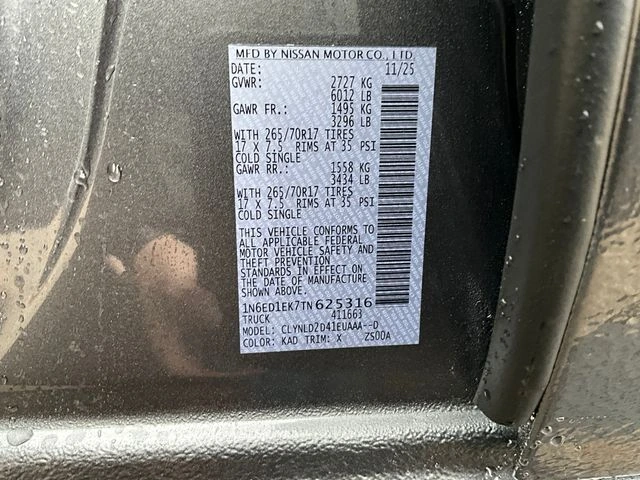 MFD BY NISSAN MOTOR CO., LTD.
DATE: 11/25
GVWR: 2727 KG
6012 LB
GAWR FR.: 1495 KG
3296 LB
WITH 265/70R17 TIRES
17 X 7.5 RIMS AT 35 PSI
COLD SINGLE
GAWR RR.: 1558 KG
3434 LB
WITH 265/70R17 TIRES
17 X 7.5 RIMS AT 35 PSI
COLD SINGLE
THIS VEHICLE CONFORMS TO
ALL APPLICABLE FEDERAL
MOTOR VEHICLE SAFETY AND
THEFT PREVENTION
STANDARDS IN EFFECT ON
THE DATE OF MANUFACTURE
SHOWN ABOVE.
1N6ED1EK7TN625316
TRUCK 411663
MODEL: CLYNLD2D41EUAAA--D
COLOR: KAD TRIM: X ZS00A